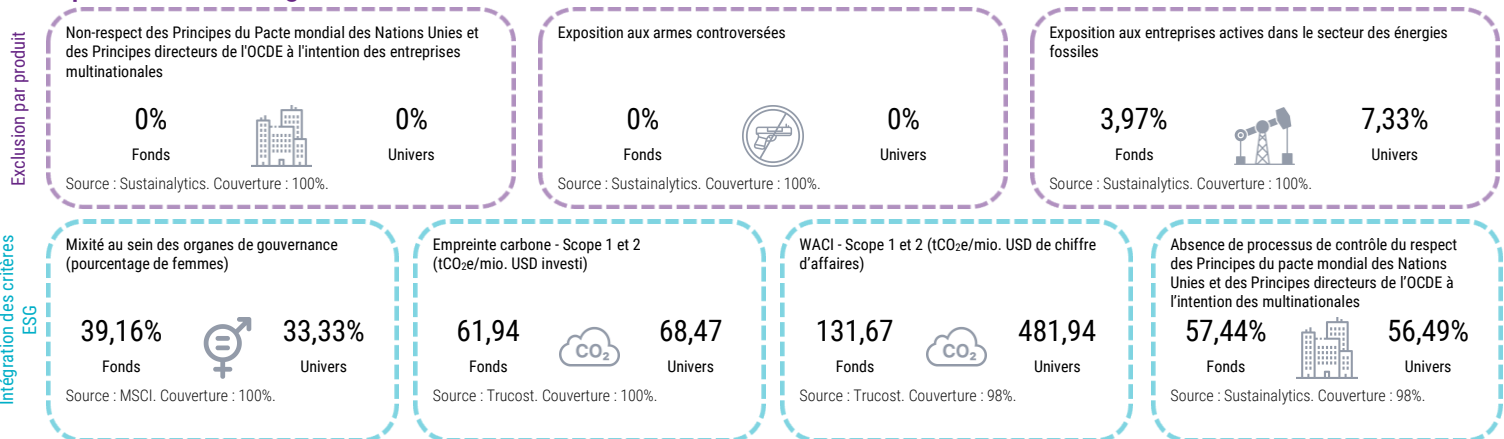 Exclusion par produit
Non-respect des Principes du Pacte mondial des Nations Unies et
des Principes directeurs de l'OCDE à l'intention des entreprises
multinationales
0%
Fonds
0%
Univers
Source : Sustainalytics. Couverture : 100%.
Exposition aux armes controversées
0%
Fonds
0%
Univers
Source : Sustainalytics. Couverture : 100%.
Exposition aux entreprises actives dans le secteur des énergies
fossiles
3,97%
Fonds
7,33%
Univers
Source : Sustainalytics. Couverture : 100%.
Intégration des critères
ESG
Mixité au sein des organes de gouvernance
(pourcentage de femmes)
39,16%
Fonds
33,33%
Univers
Source : MSCI. Couverture : 100%.
Empreinte carbone - Scope 1 et 2
(tCO₂e/mio. USD investi)
61,94
Fonds
CO₂
68,47
Univers
Source : Trucost. Couverture : 100%.
WACI - Scope 1 et 2 (tCO₂e/mio. USD de chiffre
d'affaires)
131,67
Fonds
CO₂
481,94
Univers
Source : Trucost. Couverture : 98%.
Absence de processus de contrôle du respect
des Principes du pacte mondial des Nations
Unies et des Principes directeurs de l'OCDE à
l'intention des multinationales
57,44%
Fonds
56,49%
Univers
Source : Sustainalytics. Couverture : 98%.